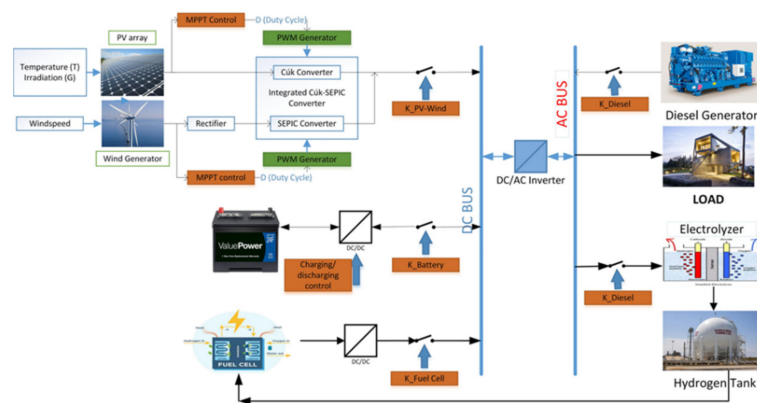 PV array
MPPT Control
D (Duty Cycle)
PWM Generator
Temperature (T)
Irradiation (G)
Cúk Converter
Integrated Cúk-SEPIC
Converter
K_PV-Wind
Windspeed
Rectifier
SEPIC Converter
Wind Generator
PWM Generator
MPPT control
D (Duty Cycle)
DC BUS
AC BUS
DC/AC Inverter
K_Diesel
Diesel Generator
LOAD
ValuePower
DC/DC
Charging/
discharging
control
K_Battery
Electrolyzer
K_Diesel
FUEL CELL
DC/DC
K_Fuel Cell
Hydrogen Tank